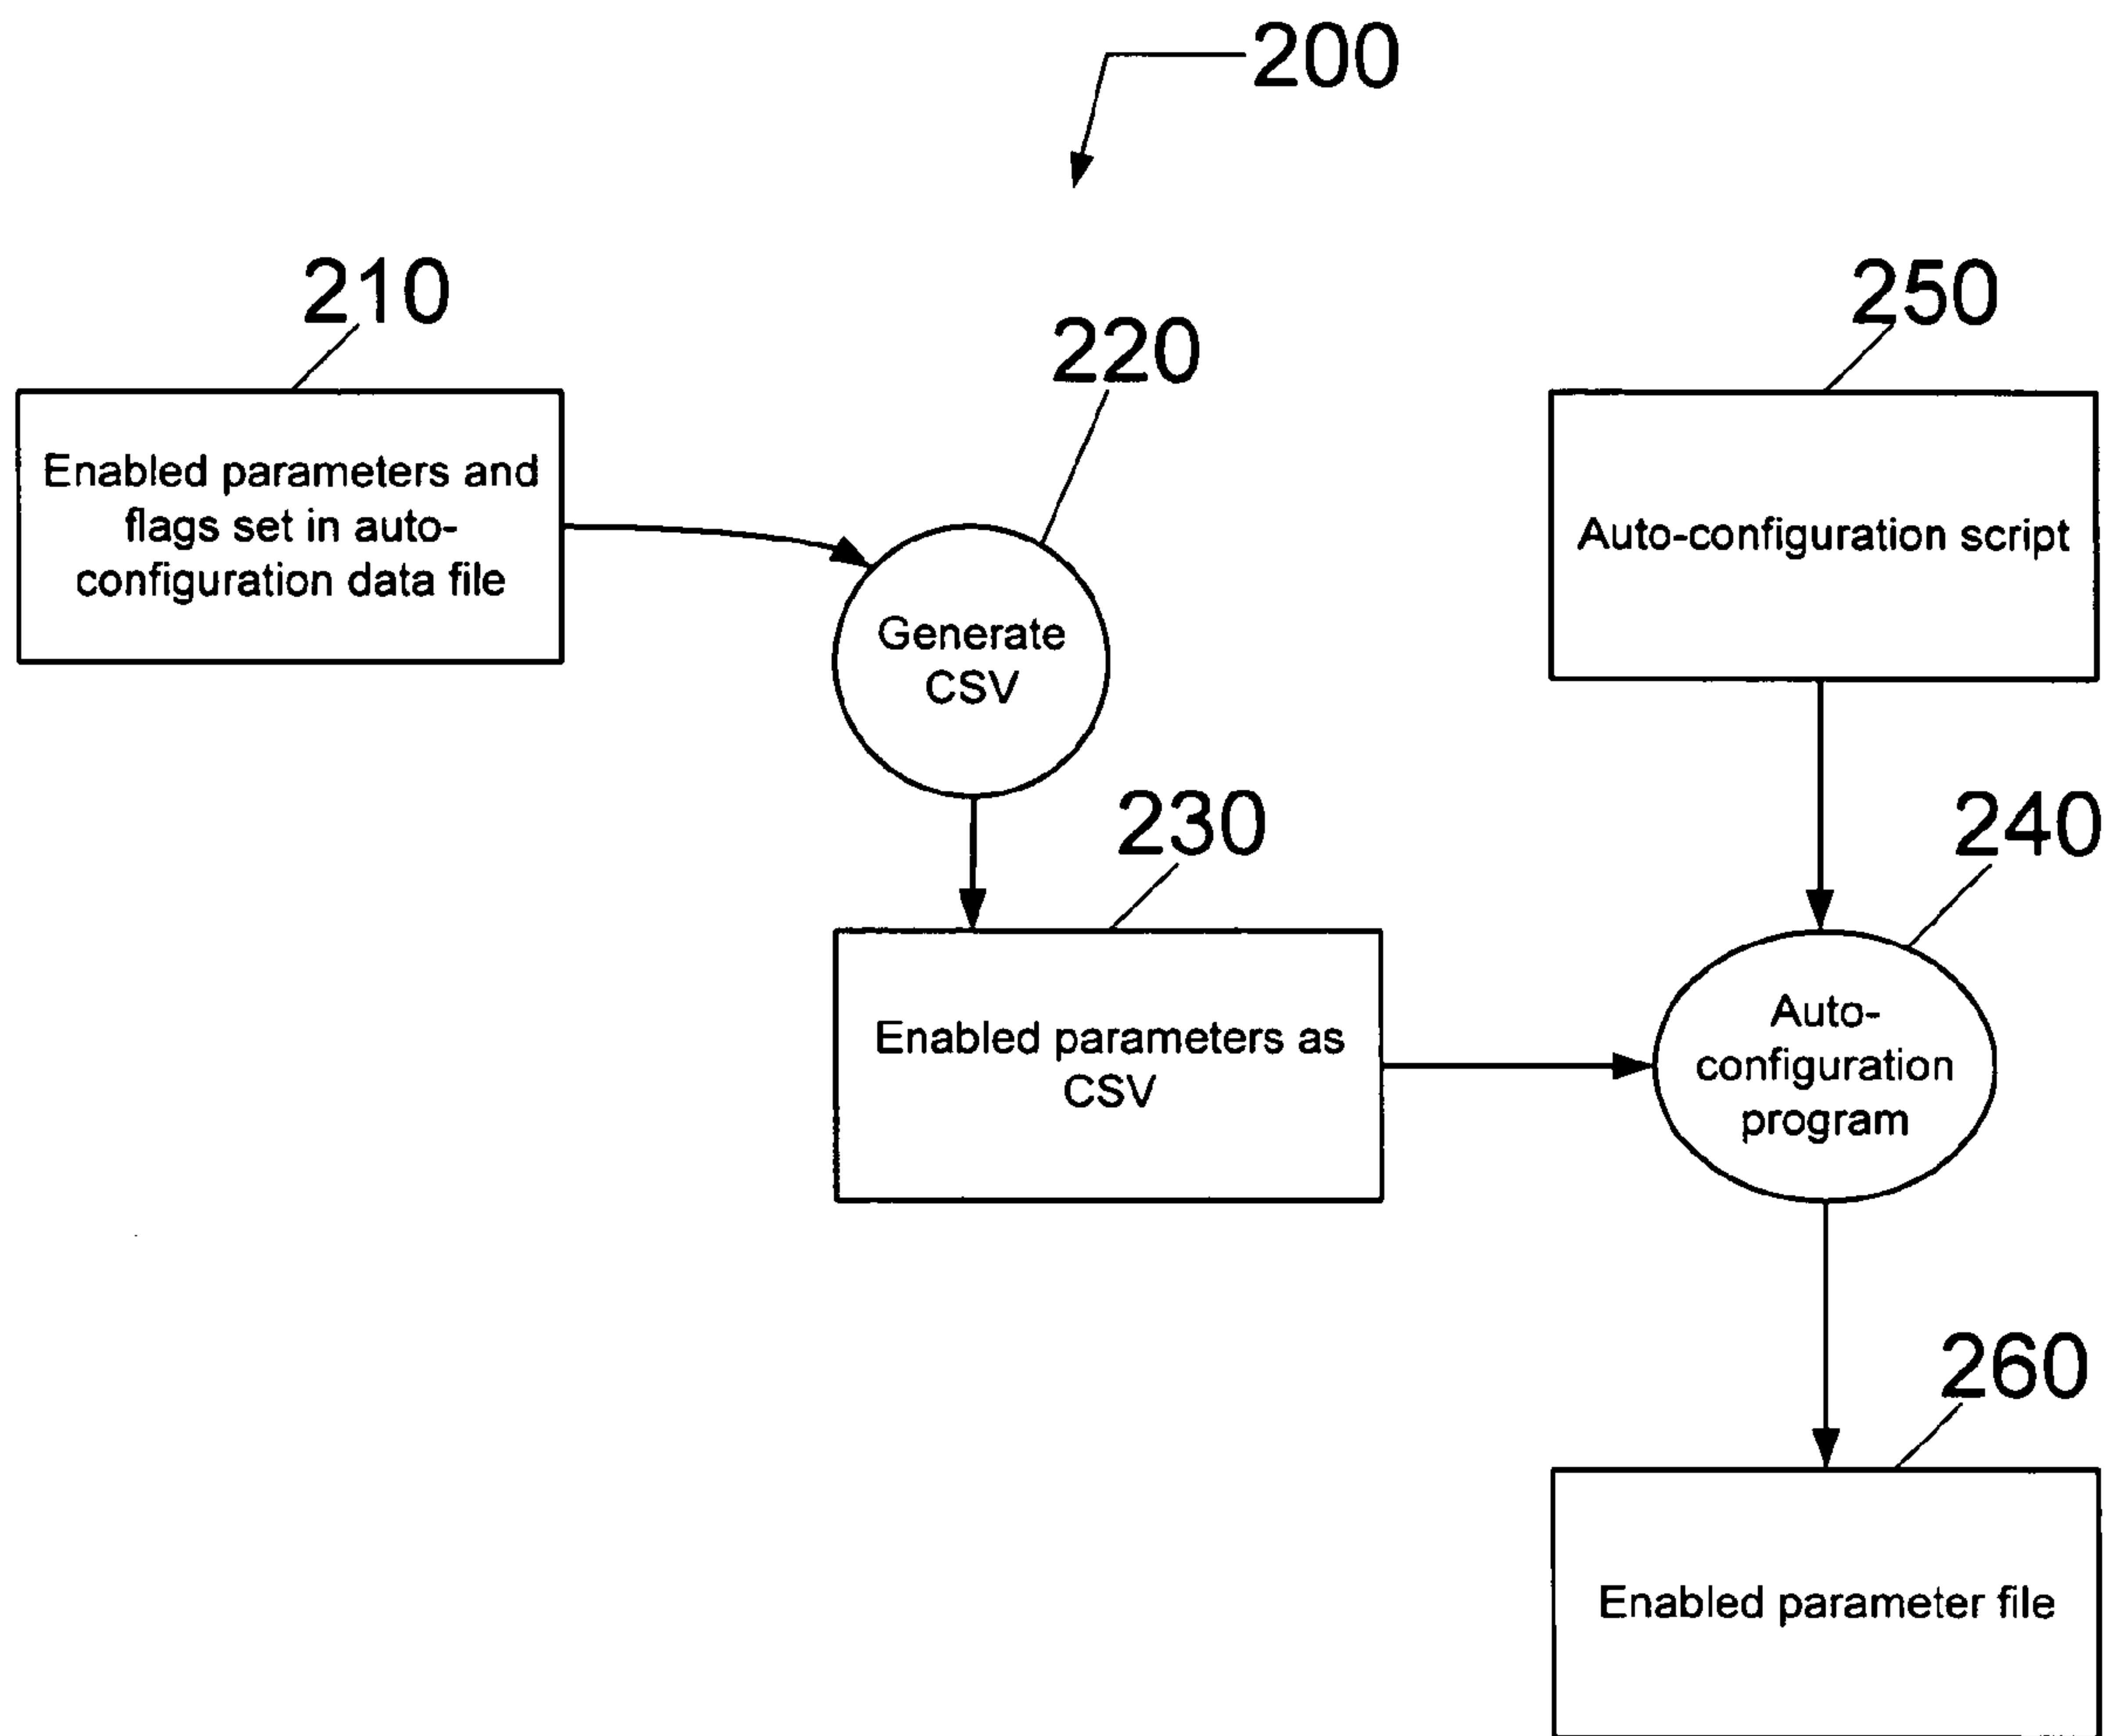 200
210
250
220
Enabled parameters and
flags set in auto-
configuration data file
Auto-configuration script
Generate
CSV
230
240
Enabled parameters as
CSV
Auto-
configuration
program
260
Enabled parameter file